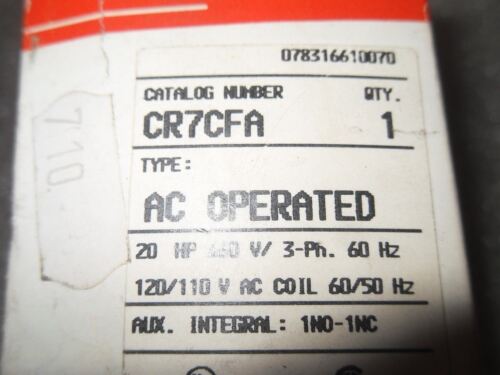 078316610070
CATALOG NUMBER QTY.
CR7CFA 1
TYPE:
AC OPERATED
20 HP V/ 3-Ph. 60 Hz
120/110 V AC COIL 60/50 Hz
AUX. INTEGRAL: 1NO-1NC
710